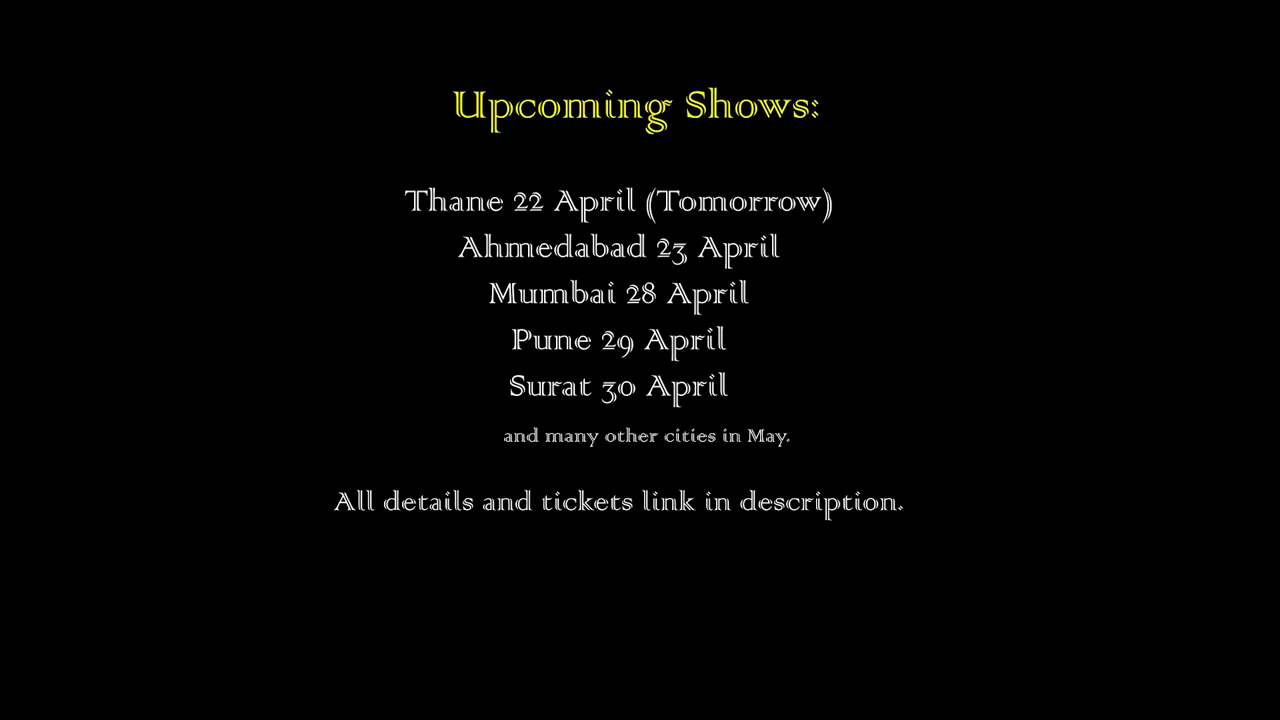 Upcoming Shows:
Thane 22 April (Tomorrow)
Ahmedabad 23 April
Mumbai 28 April
Pune 29 April
Surat 30 April
and many other cities in May.
All details and tickets link in description.